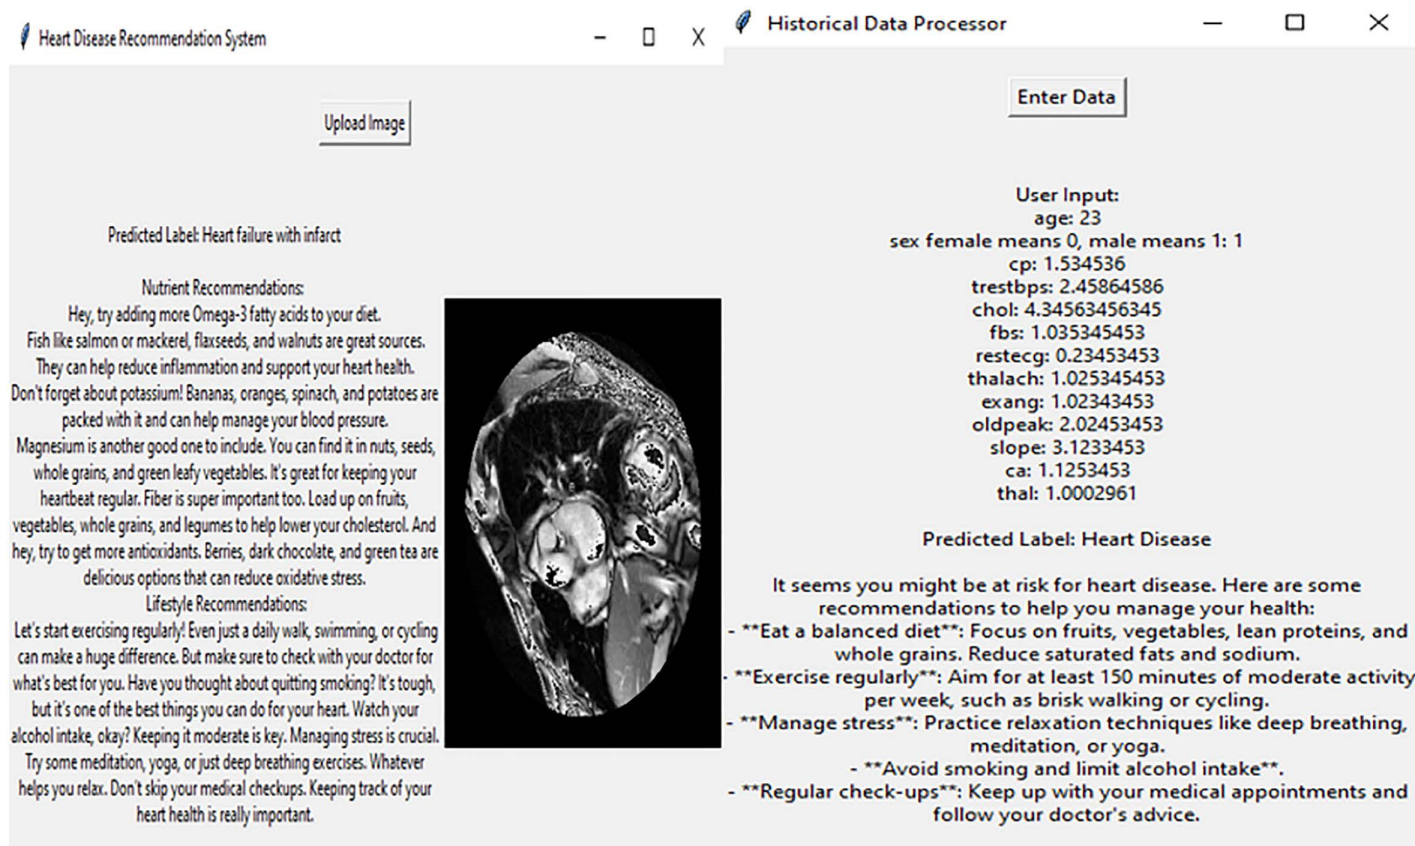 Heart Disease Recommendation System
Upload Image
Predicted Label: Heart failure with infarct
Nutrient Recommendations:
Hey, try adding more Omega-3 fatty acids to your diet.
Fish like salmon or mackerel, flaxseeds, and walnuts are great sources.
They can help reduce inflammation and support your heart health.
Don't forget about potassium! Bananas, oranges, spinach, and potatoes are
packed with it and can help manage your blood pressure.
Magnesium is another good one to include. You can find it in nuts, seeds,
whole grains, and green leafy vegetables. It's great for keeping your
heartbeat regular. Fiber is super important too. Load up on fruits,
vegetables, whole grains, and legumes to help lower your cholesterol. And
hey, try to get more antioxidants. Berries, dark chocolate, and green tea are
delicious options that can reduce oxidative stress.
Lifestyle Recommendations:
Let's start exercising regularly! Even just a daily walk, swimming, or cycling
can make a huge difference. But make sure to check with your doctor for
what's best for you. Have you thought about quitting smoking? It's tough,
but it's one of the best things you can do for your heart. Watch your
alcohol intake, okay? Keeping it moderate is key. Managing stress is crucial.
Try some meditation, yoga, or just deep breathing exercises. Whatever
helps you relax. Don't skip your medical checkups. Keeping track of your
heart health is really important.
Historical Data Processor
Enter Data
User Input:
age: 23
sex female means 0, male means 1: 1
cp: 1.534536
trestbps: 2.45864586
chol: 4.34563456345
fbs: 1.035345453
restecg: 0.23453453
thalach: 1.025345453
exang: 1.02343453
oldpeak: 2.02453453
slope: 3.1233453
ca: 1.1253453
thal: 1.0002961
Predicted Label: Heart Disease
It seems you might be at risk for heart disease. Here are some
recommendations to help you manage your health:
- **Eat a balanced diet**: Focus on fruits, vegetables, lean proteins, and
whole grains. Reduce saturated fats and sodium.
- **Exercise regularly**: Aim for at least 150 minutes of moderate activity
per week, such as brisk walking or cycling.
- **Manage stress**: Practice relaxation techniques like deep breathing,
meditation, or yoga.
- **Avoid smoking and limit alcohol intake**.
- **Regular check-ups**: Keep up with your medical appointments and
follow your doctor's advice.